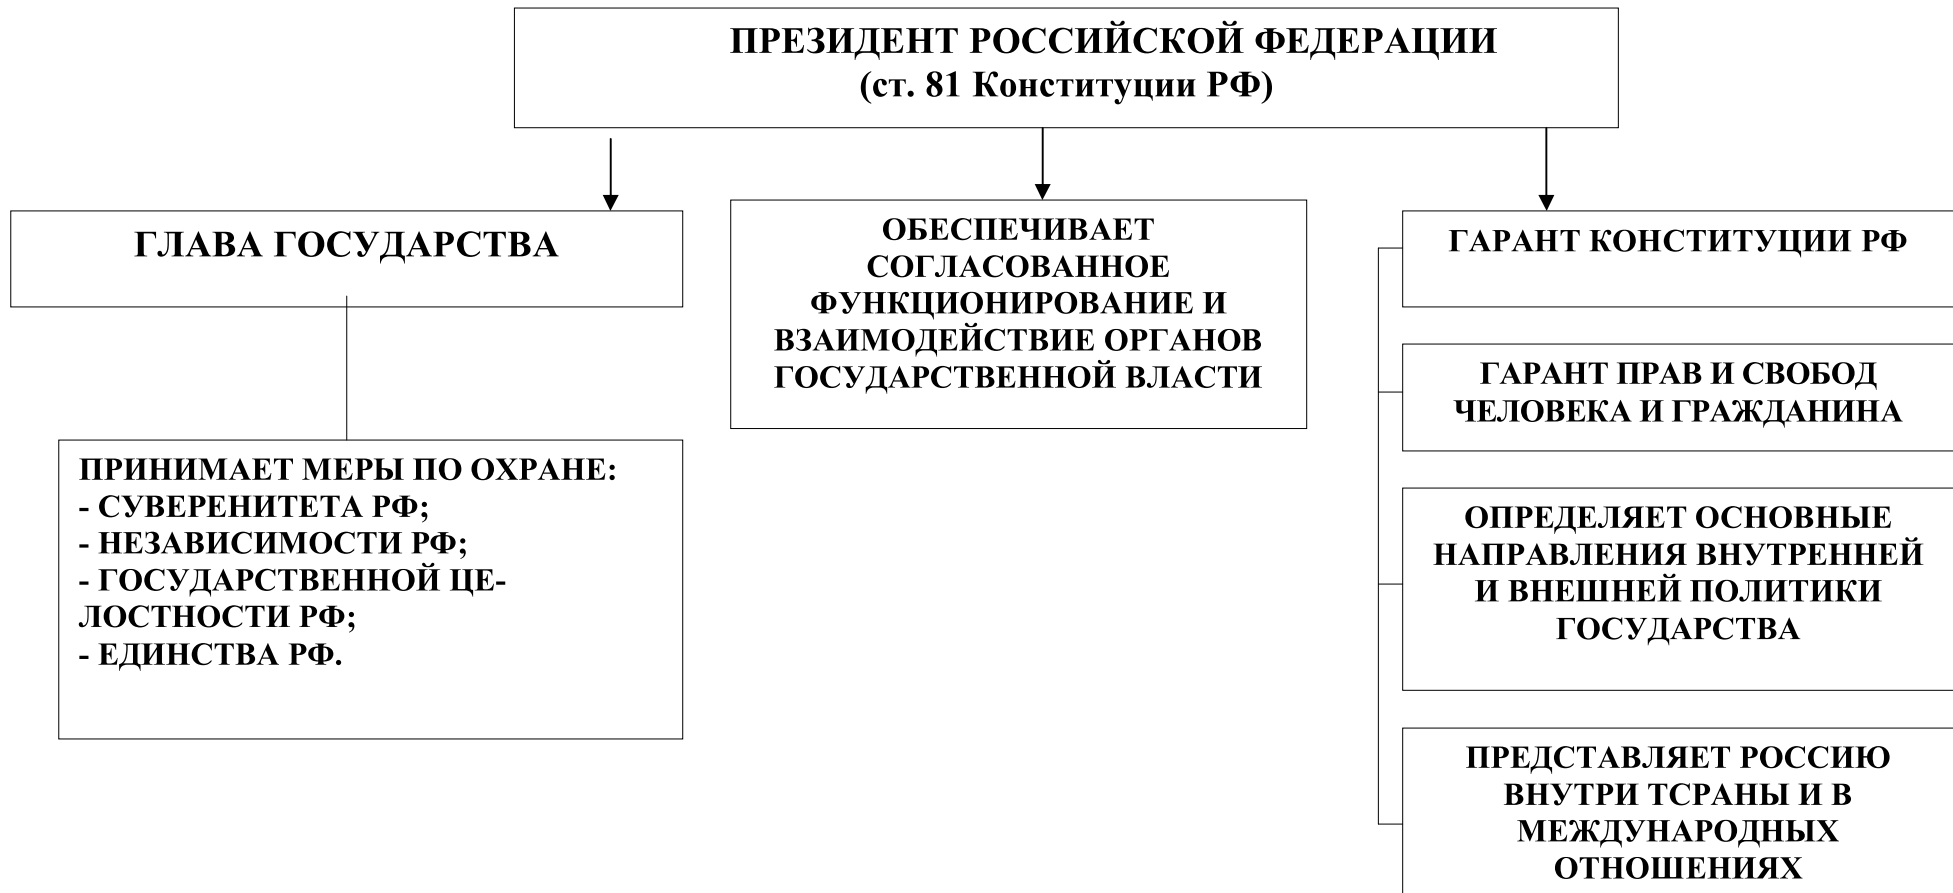 ПРЕЗИДЕНТ РОССИЙСКОЙ ФЕДЕРАЦИИ
(ст. 81 Конституции РФ)
ГЛАВА ГОСУДАРСТВА
ПРИНИМАЕТ МЕРЫ ПО ОХРАНЕ:
- СУВЕРЕНИТЕТА РФ;
- НЕЗАВИСИМОСТИ РФ;
- ГОСУДАРСТВЕННОЙ ЦЕ-
ЛОСТНОСТИ РФ;
- ЕДИНСТВА РФ.
ОБЕСПЕЧИВАЕТ
СОГЛАСОВАННОЕ
ФУНКЦИОНИРОВАНИЕ И
ВЗАИМОДЕЙСТВИЕ ОРГАНОВ
ГОСУДАРСТВЕННОЙ ВЛАСТИ
ГАРАНТ КОНСТИТУЦИИ РФ
ГАРАНТ ПРАВ И СВОБОД
ЧЕЛОВЕКА И ГРАЖДАНИНА
ОПРЕДЕЛЯЕТ ОСНОВНЫЕ
НАПРАВЛЕНИЯ ВНУТРЕННЕЙ
И ВНЕШНЕЙ ПОЛИТИКИ
ГОСУДАРСТВА
ПРЕДСТАВЛЯЕТ РОССИЮ
ВНУТРИ ТСРАНЫ И В
МЕЖДУНАРОДНЫХ
ОТНОШЕНИЯХ